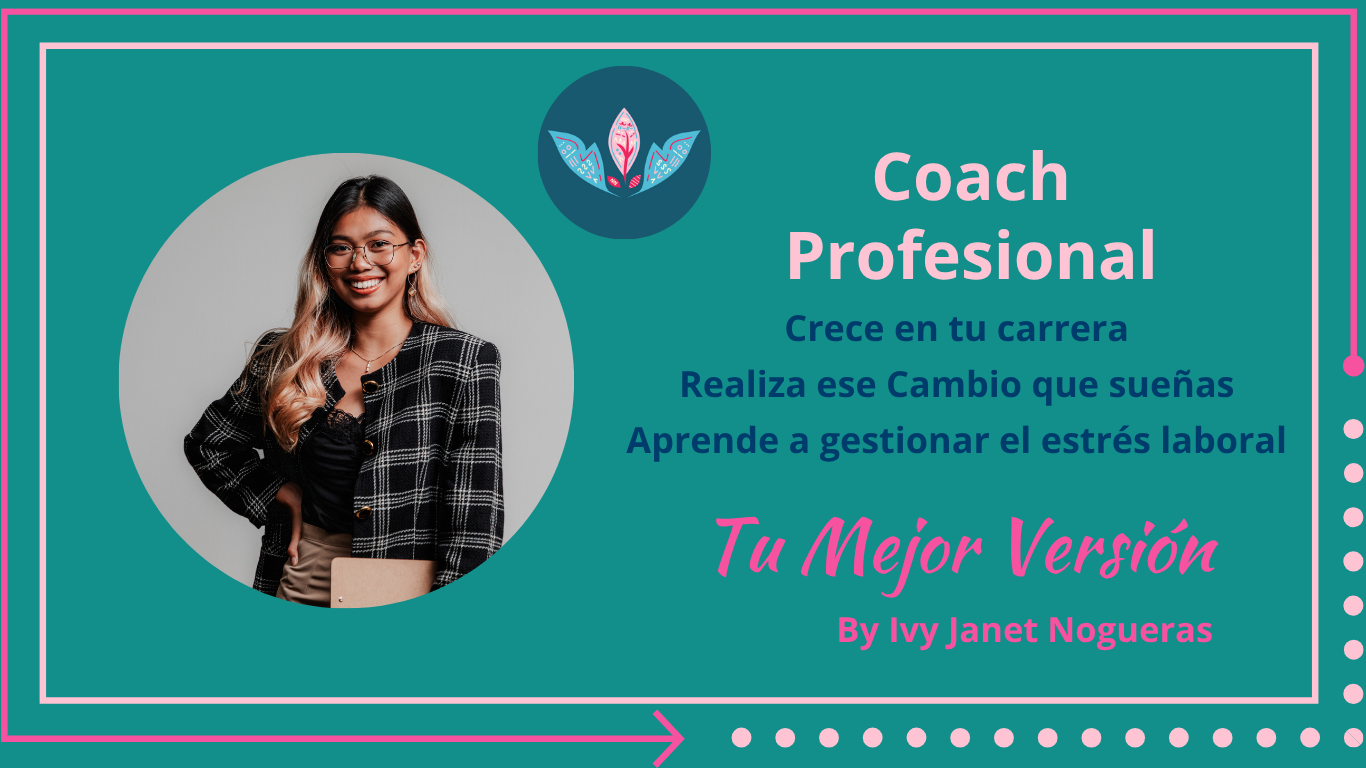 Coach
Profesional
Crece en tu carrera
Realiza ese Cambio que sueñas
Aprende a gestionar el estrés laboral
Tu Mejor Versión
By Ivy Janet Nogueras